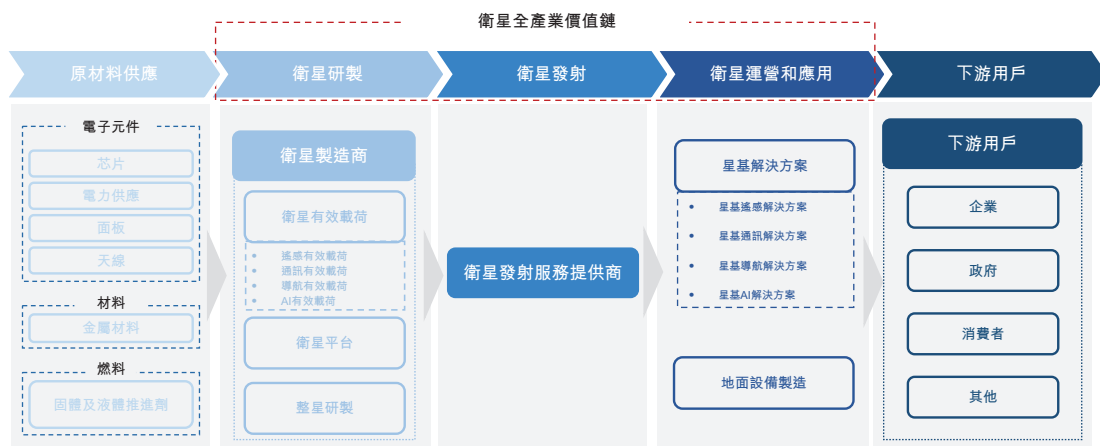 衛星全產業價值鏈
原材料供應
衛星研製
衛星發射
衛星運營和應用
下游用戶
電子元件
芯片
電力供應
面板
天線
材料
金屬材料
燃料
固體及液體推進劑
衛星製造商
衛星有效載荷
• 遙感有效載荷
• 通訊有效載荷
• 導航有效載荷
• AI有效載荷
衛星平台
整星研製
衛星發射服務提供商
星基解決方案
• 星基遙感解決方案
• 星基通訊解決方案
• 星基導航解決方案
• 星基AI解決方案
地面設備製造
下游用戶
企業
政府
消費者
其他